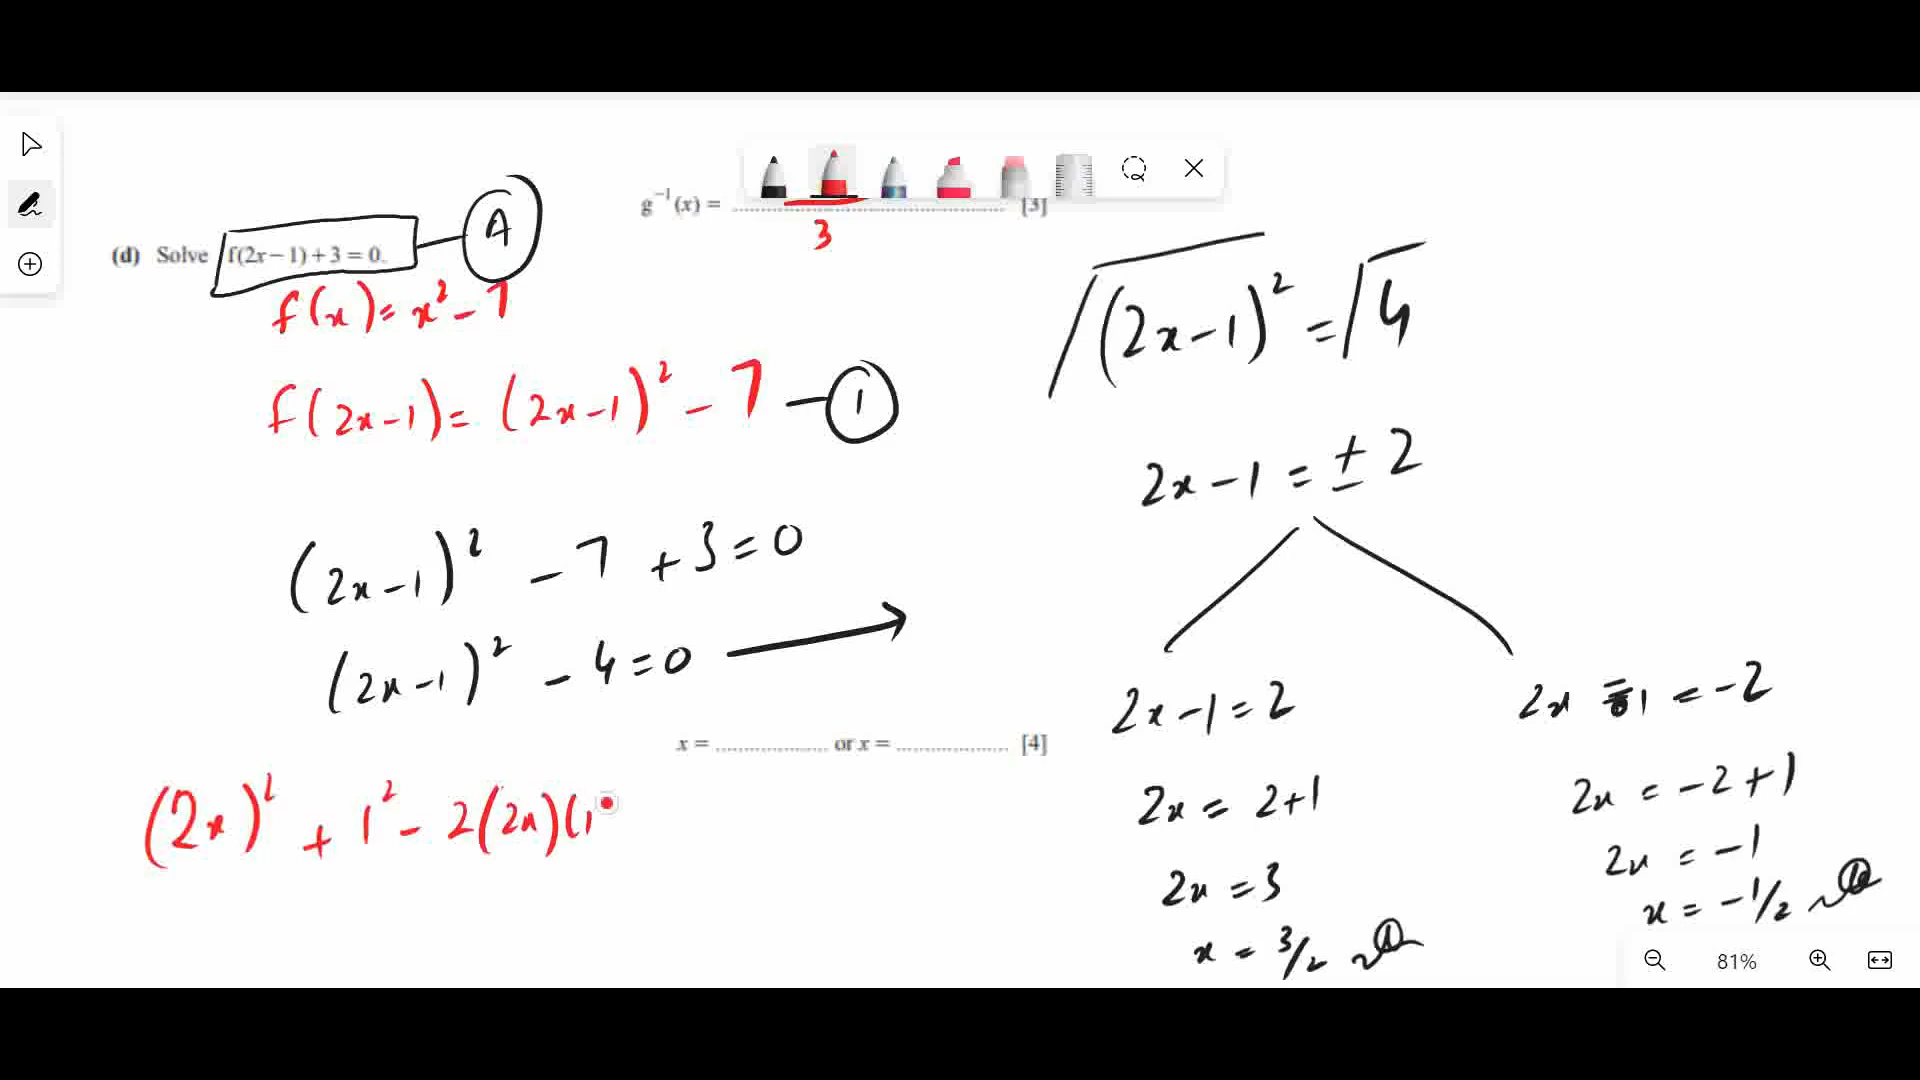 g⁻¹(x) = .......................... [3]
3
(d) Solve f(2x − 1) + 3 = 0.
A
f(x) = x² − 7
f(2x−1) = (2x−1)² − 7 — 1
(2x−1)² − 7 + 3 = 0
(2x−1)² − 4 = 0
x = .................... or x = .................... [4]
(2x)² + 1² − 2(2x)(1
√(2x−1)² = √4
2x − 1 = ± 2
2x − 1 = 2
2x = 2+1
2x = 3
x = 3/2
2x − 1 = −2
2x = −2+1
2x = −1
x = −1/2
81%